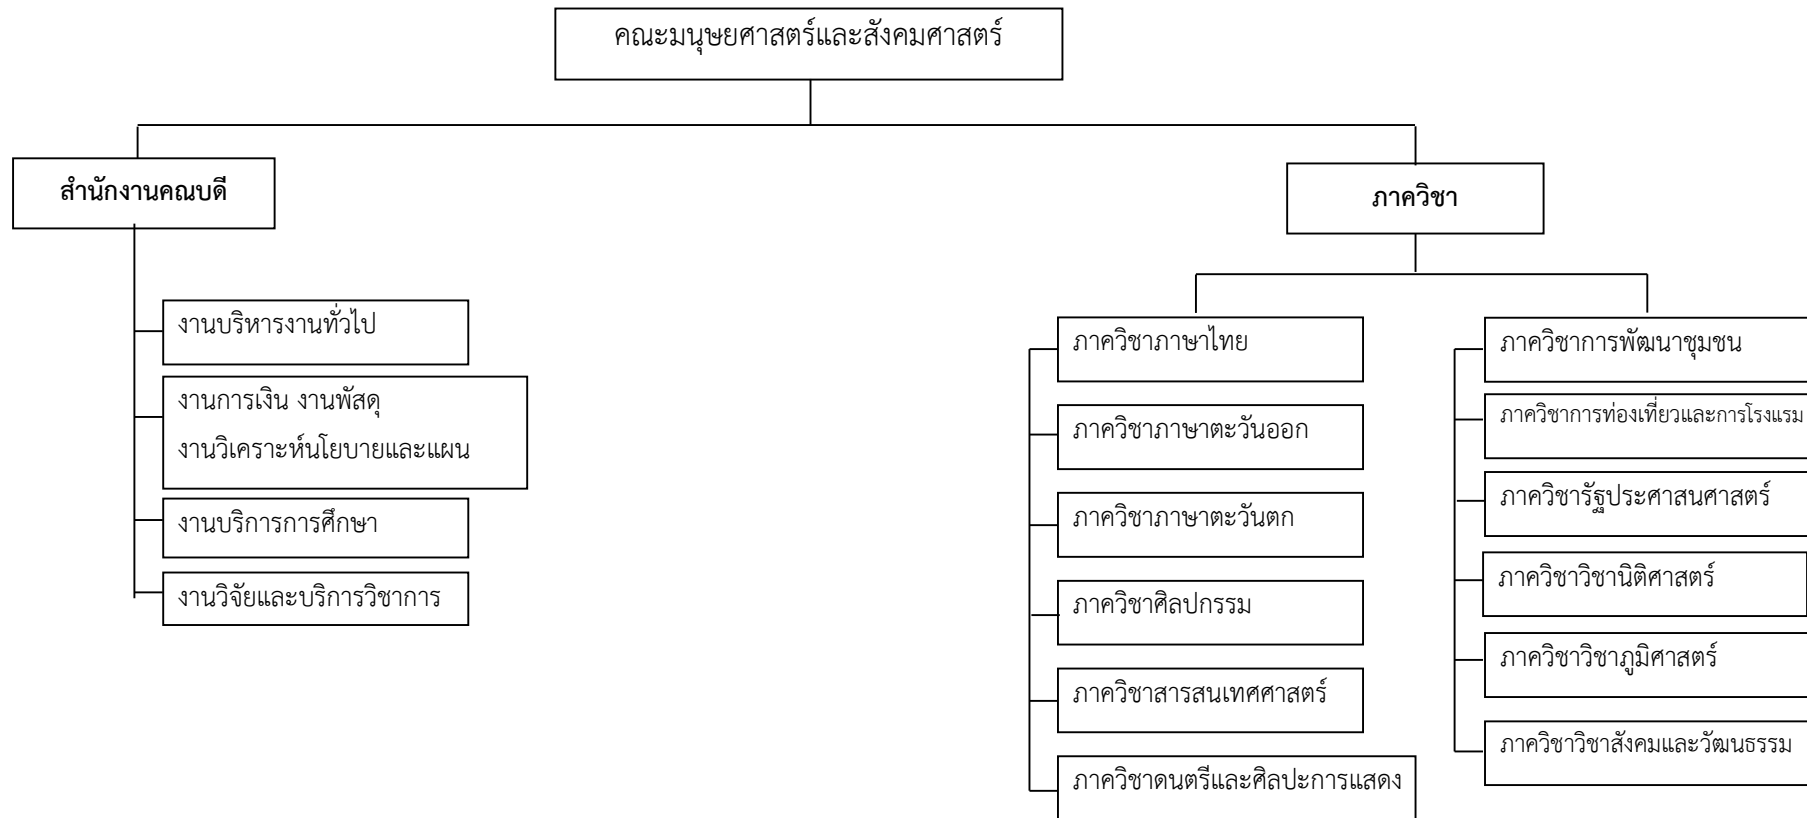 คณะมนุษยศาสตร์และสังคมศาสตร์
สำนักงานคณบดี
ภาควิชา
งานบริหารงานทั่วไป
งานการเงิน งานพัสดุ
งานวิเคราะห์นโยบายและแผน
งานบริการการศึกษา
งานวิจัยและบริการวิชาการ
ภาควิชาภาษาไทย
ภาควิชาภาษาตะวันออก
ภาควิชาภาษาตะวันตก
ภาควิชาศิลปกรรม
ภาควิชาสารสนเทศศาสตร์
ภาควิชาดนตรีและศิลปะการแสดง
ภาควิชาการพัฒนาชุมชน
ภาควิชาการท่องเที่ยวและการโรงแรม
ภาควิชารัฐประศาสนศาสตร์
ภาควิชาวิชานิติศาสตร์
ภาควิชาวิชาภูมิศาสตร์
ภาควิชาวิชาสังคมและวัฒนธรรม